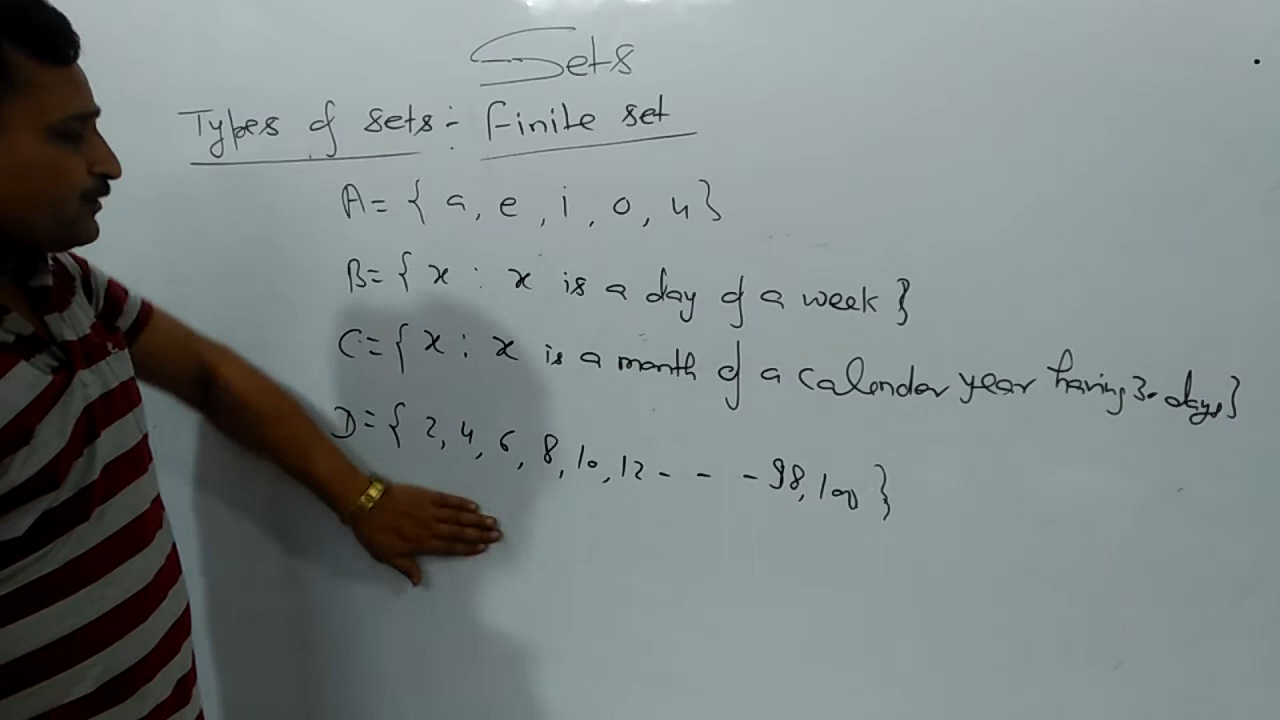 Sets
Types of sets:- finite set
A = { a, e, i, o, u }
B = { x : x is a day of a week }
C = { x : x is a month of a calendar year having 30 days }
D = { 2, 4, 6, 8, 10, 12 - - - 98, 100 }